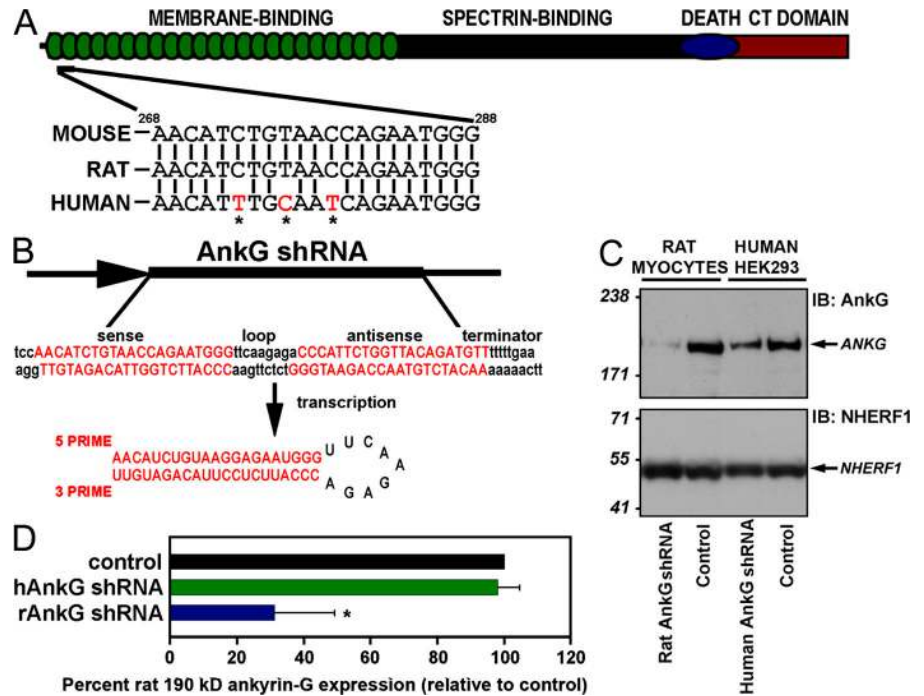 A
MEMBRANE-BINDING SPECTRIN-BINDING DEATH CT DOMAIN
268 288
MOUSE AACATCTGTAACCAGAATGGG
RAT AACATCTGTAACCAGAATGGG
HUMAN AACATTTGCAATCAGAATGGG
* * *
B
AnkG shRNA
sense loop antisense terminator
tccAACATCTGTAACCAGAATGGGttcaagagaCCCATTCTGGTTACAGATGTTtttttgaa
aggTTGTAGACATTGGTCTTACCCaagttctctGGGTAAGACCAATGTCTACAAaaaaactt
transcription
5 PRIME AACAUCUGUAAGGAGAAUGGG U U C A A
3 PRIME UUGUAGACAUUCCUCUUACCC A G A G
C
RAT MYOCYTES HUMAN HEK293
238 IB: AnkG
ANKG
171
71 IB: NHERF1
55 NHERF1
41
Rat AnkG shRNA
Control
Human AnkG shRNA
Control
D
control
hAnkG shRNA
rAnkG shRNA *
0 20 40 60 80 100 120
Percent rat 190 kD ankyrin-G expression (relative to control)